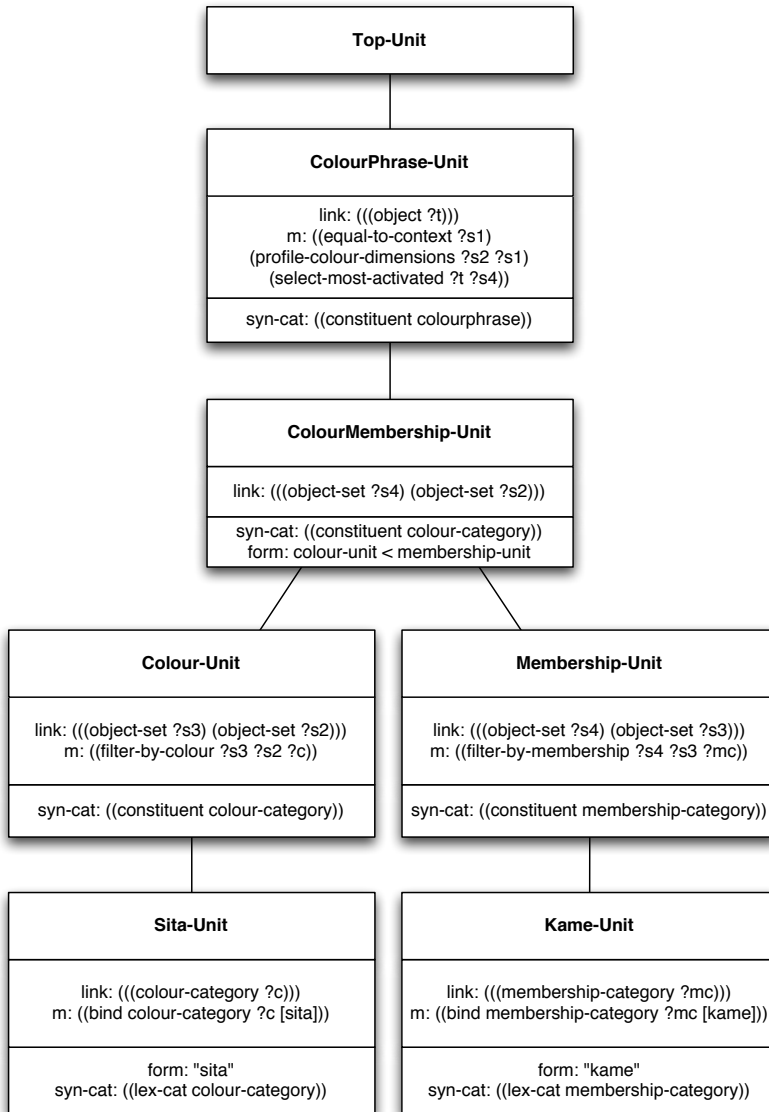 Top-Unit
ColourPhrase-Unit
link: (((object ?t)))
m: ((equal-to-context ?s1)
(profile-colour-dimensions ?s2 ?s1)
(select-most-activated ?t ?s4))
syn-cat: ((constituent colourphrase))
ColourMembership-Unit
link: (((object-set ?s4) (object-set ?s2)))
syn-cat: ((constituent colour-category))
form: colour-unit < membership-unit
Colour-Unit
link: (((object-set ?s3) (object-set ?s2)))
m: ((filter-by-colour ?s3 ?s2 ?c))
syn-cat: ((constituent colour-category))
Membership-Unit
link: (((object-set ?s4) (object-set ?s3)))
m: ((filter-by-membership ?s4 ?s3 ?mc))
syn-cat: ((constituent membership-category))
Sita-Unit
link: (((colour-category ?c)))
m: ((bind colour-category ?c [sita]))
form: "sita"
syn-cat: ((lex-cat colour-category))
Kame-Unit
link: (((membership-category ?mc)))
m: ((bind membership-category ?mc [kame]))
form: "kame"
syn-cat: ((lex-cat membership-category))